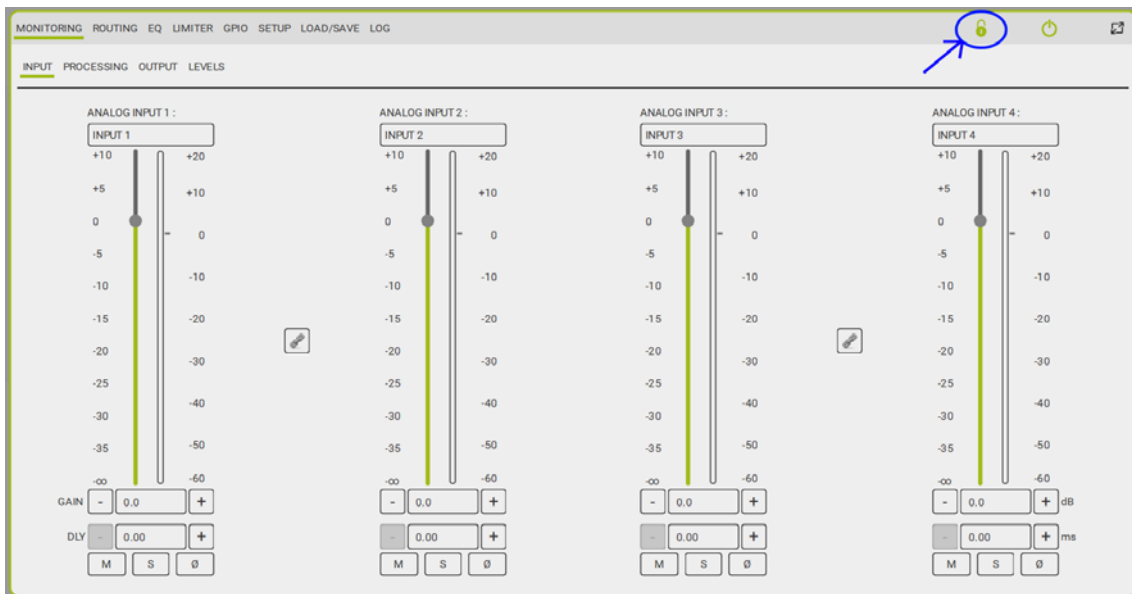 MONITORING ROUTING EQ LIMITER GPIO SETUP LOAD/SAVE LOG
INPUT PROCESSING OUTPUT LEVELS
ANALOG INPUT 1 : ANALOG INPUT 2 : ANALOG INPUT 3 : ANALOG INPUT 4 :
INPUT 1 INPUT 2 INPUT 3 INPUT 4
+10 +20 +10 +20 +10 +20 +10 +20
+5 +10 +5 +10 +5 +10 +5 +10
0 0 0 0 0 0 0 0
-5 -5 -5 -5
-10 -10 -10 -10 -10 -10 -10 -10
-15 -20 -15 -20 -15 -20 -15 -20
-20 -30 -20 -30 -20 -30 -20 -30
-25 -40 -25 -40 -25 -40 -25 -40
-30 -30 -30 -30
-35 -50 -35 -50 -35 -50 -35 -50
-∞ -60 -∞ -60 -∞ -60 -∞ -60
GAIN - 0.0 + - 0.0 + - 0.0 + - 0.0 + dB
DLY - 0.00 + - 0.00 + - 0.00 + - 0.00 + ms
M S Ø M S Ø M S Ø M S Ø